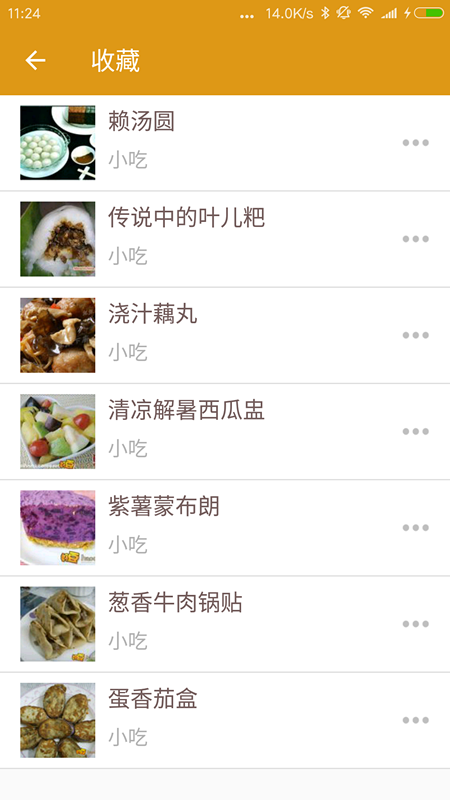 11:24
... 14.0K/s
收藏
赖汤圆
小吃
传说中的叶儿粑
小吃
浇汁藕丸
小吃
清凉解暑西瓜盅
小吃
紫薯蒙布朗
小吃
葱香牛肉锅贴
小吃
蛋香茄盒
小吃